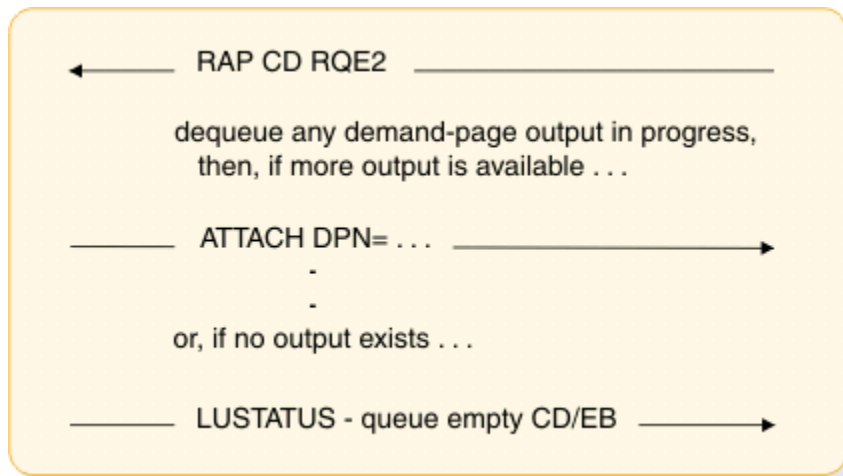 RAP CD RQE2
dequeue any demand-page output in progress,
then, if more output is available . . .
ATTACH DPN= . . .
-
-
or, if no output exists . . .
LUSTATUS - queue empty CD/EB